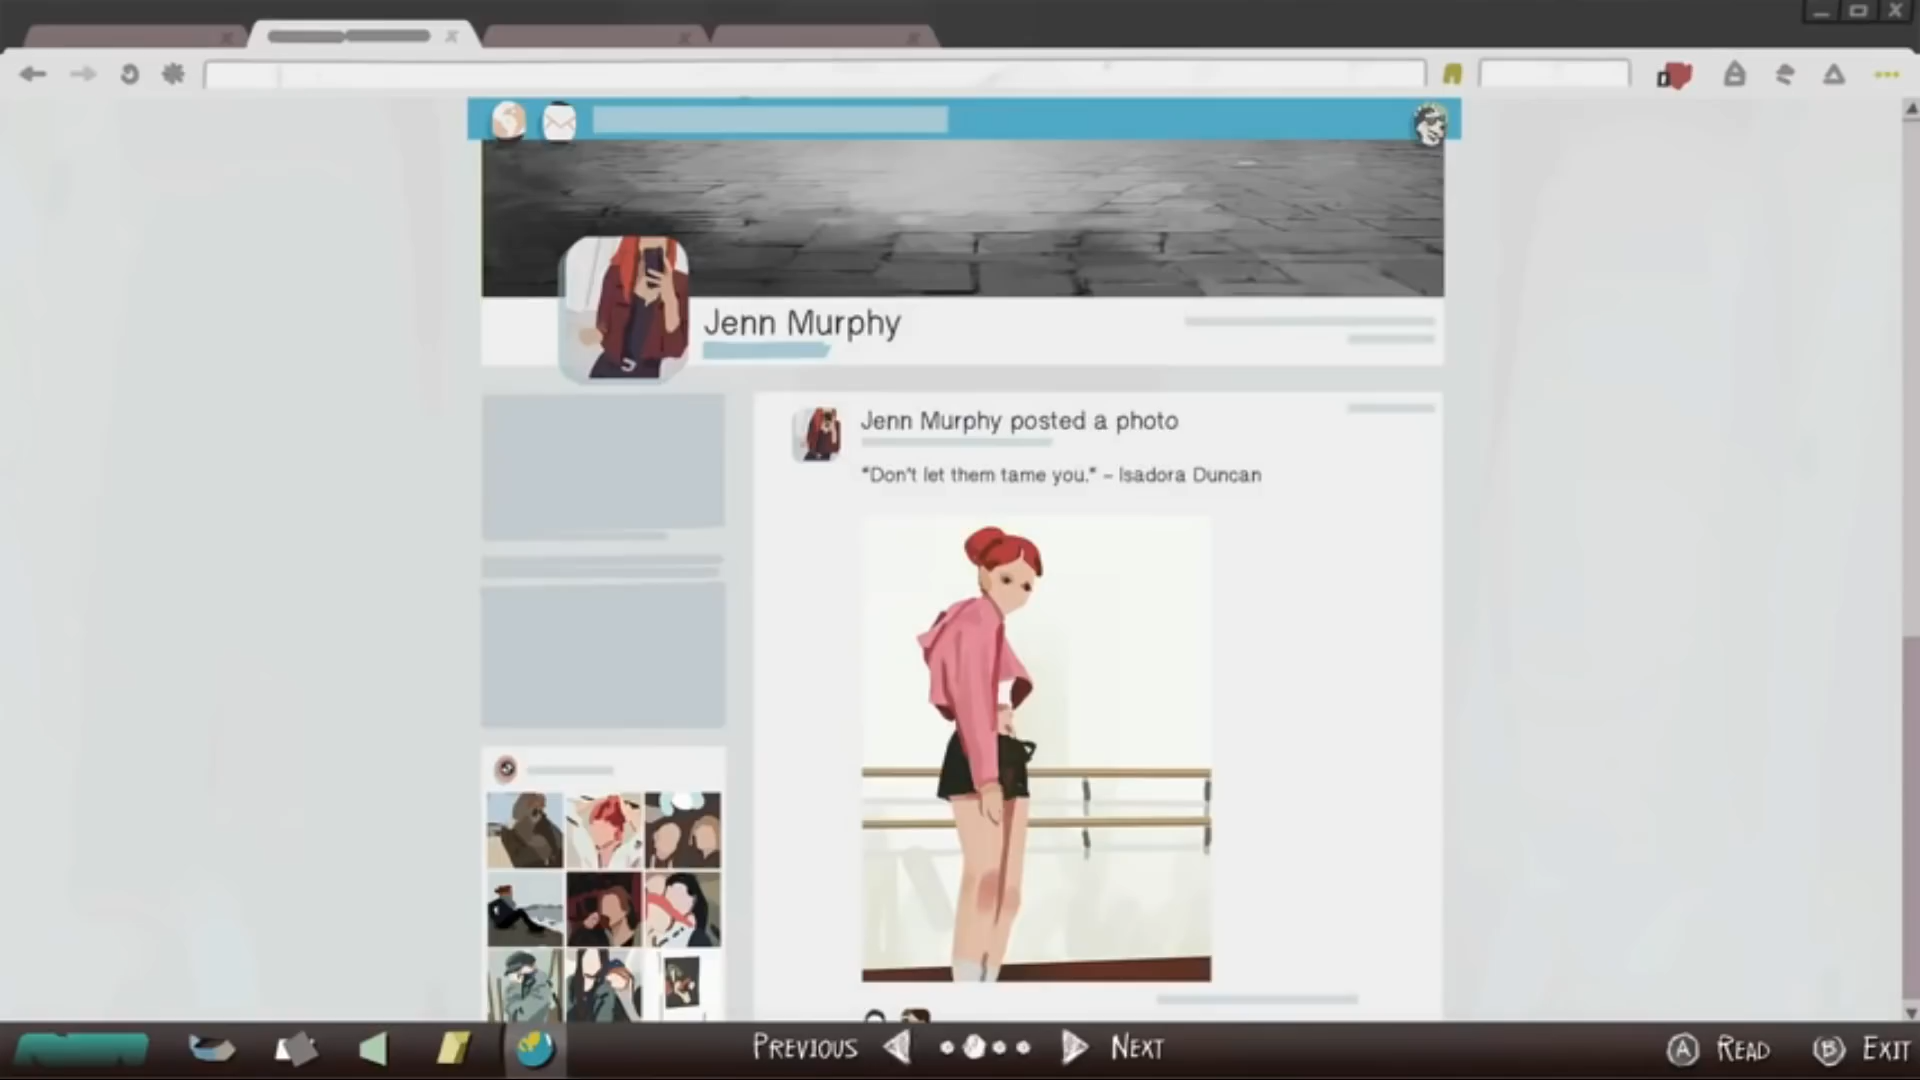 Jenn Murphy
Jenn Murphy posted a photo
"Don't let them tame you." – Isadora Duncan
PREVIOUS
NEXT
A READ
B EXIT